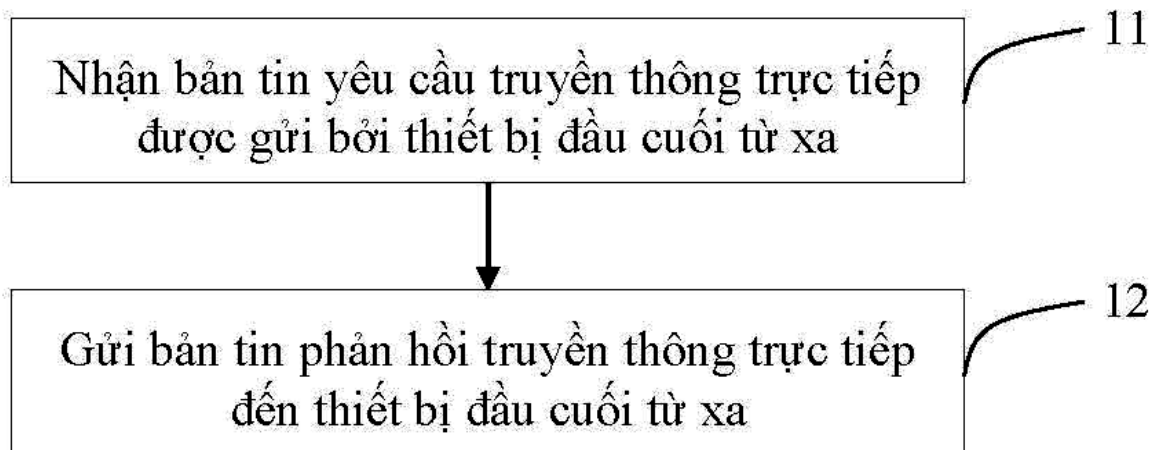 11
Nhận bản tin yêu cầu truyền thông trực tiếp
được gửi bởi thiết bị đầu cuối từ xa
12
Gửi bản tin phản hồi truyền thông trực tiếp
đến thiết bị đầu cuối từ xa